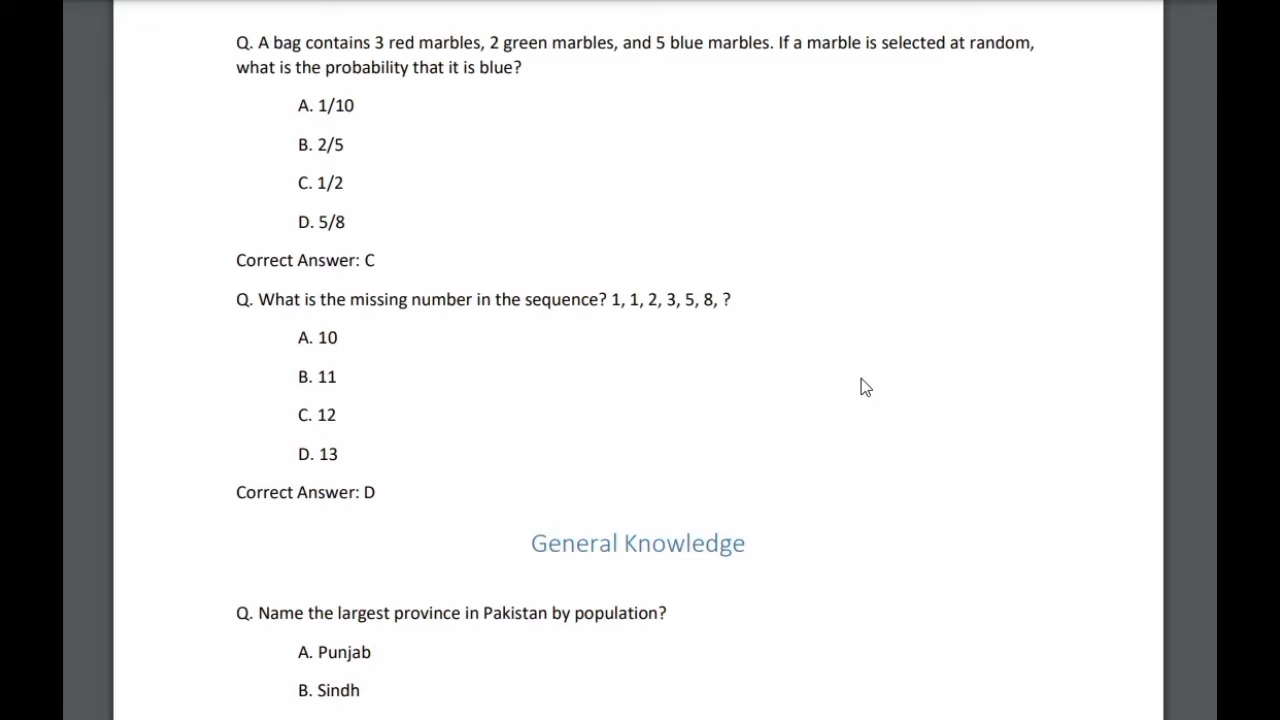 Q. A bag contains 3 red marbles, 2 green marbles, and 5 blue marbles. If a marble is selected at random,
what is the probability that it is blue?
A. 1/10
B. 2/5
C. 1/2
D. 5/8
Correct Answer: C
Q. What is the missing number in the sequence? 1, 1, 2, 3, 5, 8, ?
A. 10
B. 11
C. 12
D. 13
Correct Answer: D
General Knowledge
Q. Name the largest province in Pakistan by population?
A. Punjab
B. Sindh